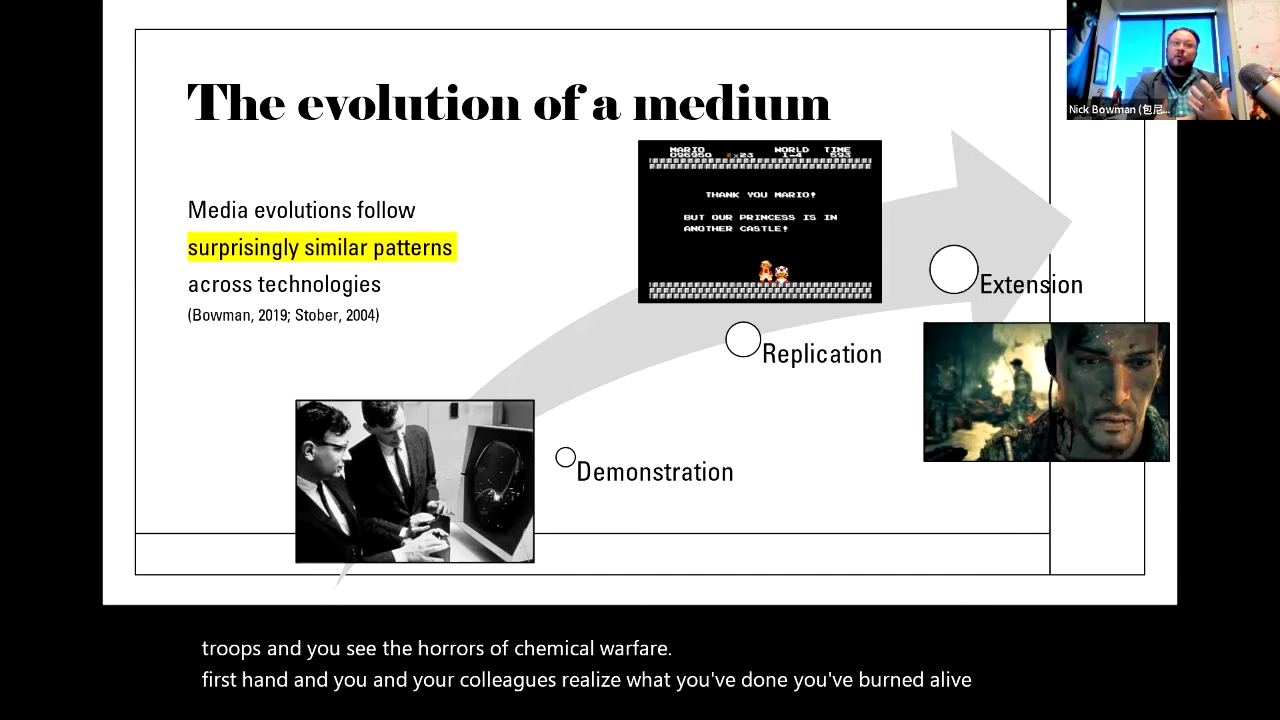 The evolution of a medium
Nick Bowman (包尼...
Media evolutions follow
surprisingly similar patterns
across technologies
(Bowman, 2019; Stober, 2004)
MARIO WORLD TIME
THANK YOU MARIO!
BUT OUR PRINCESS IS IN
ANOTHER CASTLE!
Extension
Replication
Demonstration
troops and you see the horrors of chemical warfare.
first hand and you and your colleagues realize what you've done you've burned alive